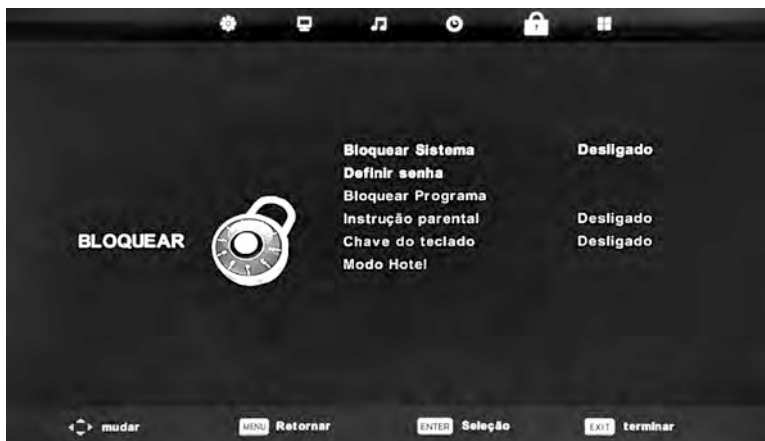 Bloquear Sistema Desligado
Definir senha
Bloquear Programa
Instrução parental Desligado
BLOQUEAR
Chave do teclado Desligado
Modo Hotel
mudar MENU Retornar ENTER Seleção EXIT terminar